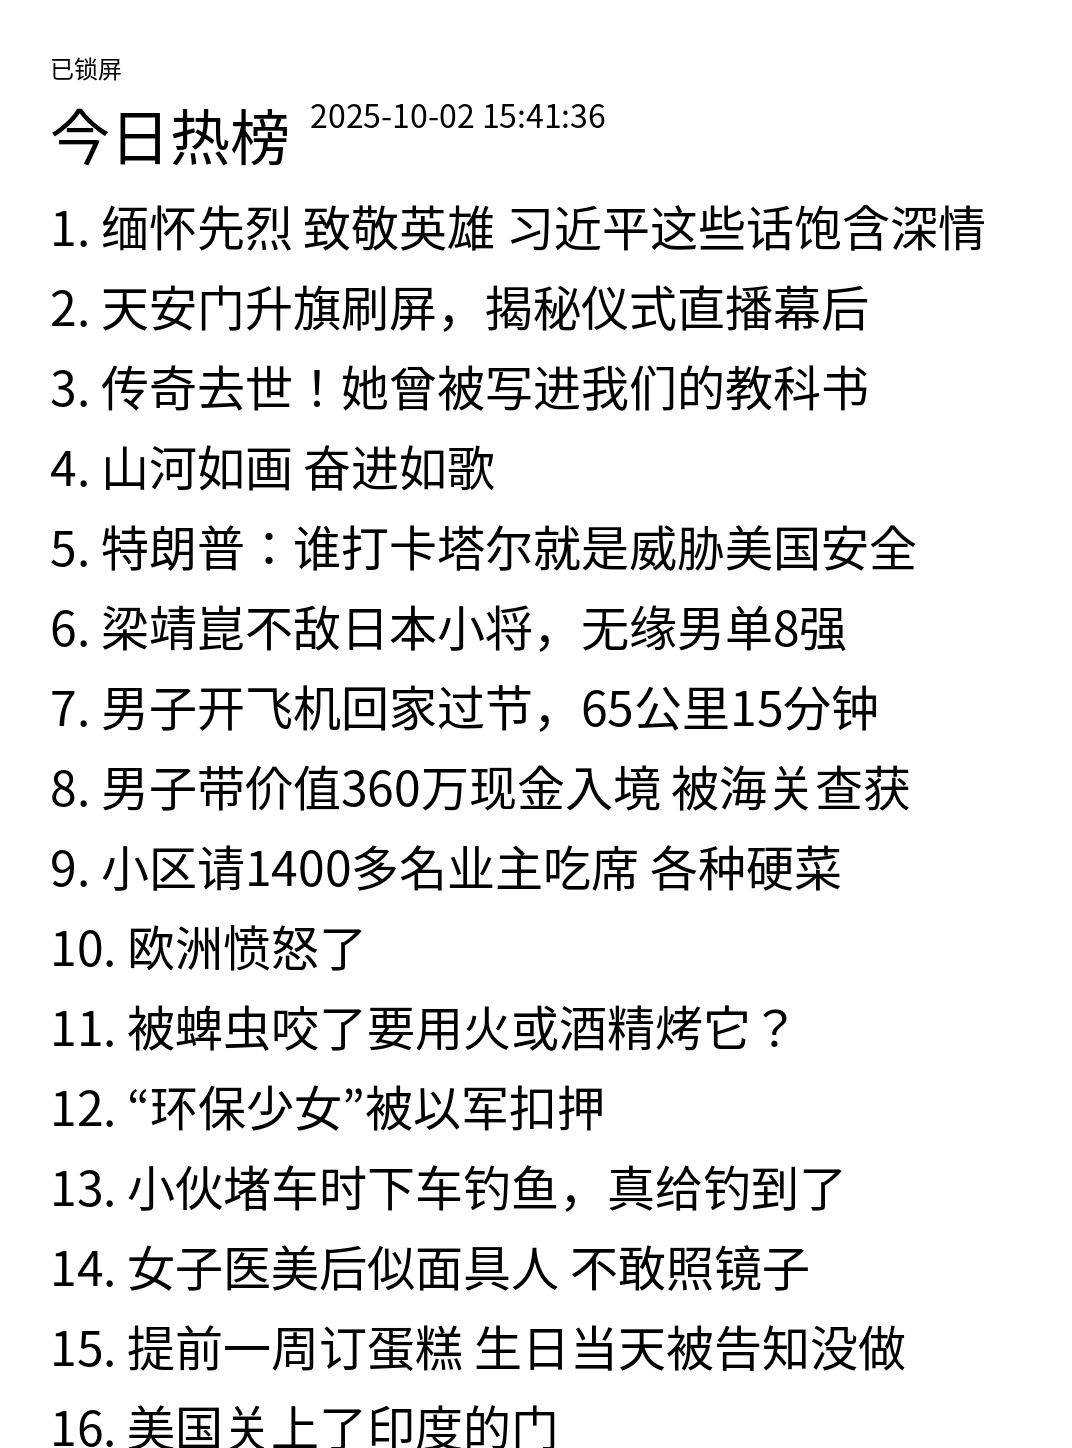 已锁屏
今日热榜 2025-10-02 15:41:36
1. 缅怀先烈 致敬英雄 习近平这些话饱含深情
2. 天安门升旗刷屏，揭秘仪式直播幕后
3. 传奇去世！她曾被写进我们的教科书
4. 山河如画 奋进如歌
5. 特朗普：谁打卡塔尔就是威胁美国安全
6. 梁靖崑不敌日本小将，无缘男单8强
7. 男子开飞机回家过节，65公里15分钟
8. 男子带价值360万现金入境 被海关查获
9. 小区请1400多名业主吃席 各种硬菜
10. 欧洲愤怒了
11. 被蜱虫咬了要用火或酒精烤它？
12. “环保少女”被以军扣押
13. 小伙堵车时下车钓鱼，真给钓到了
14. 女子医美后似面具人 不敢照镜子
15. 提前一周订蛋糕 生日当天被告知没做
16. 美国关上了印度的门